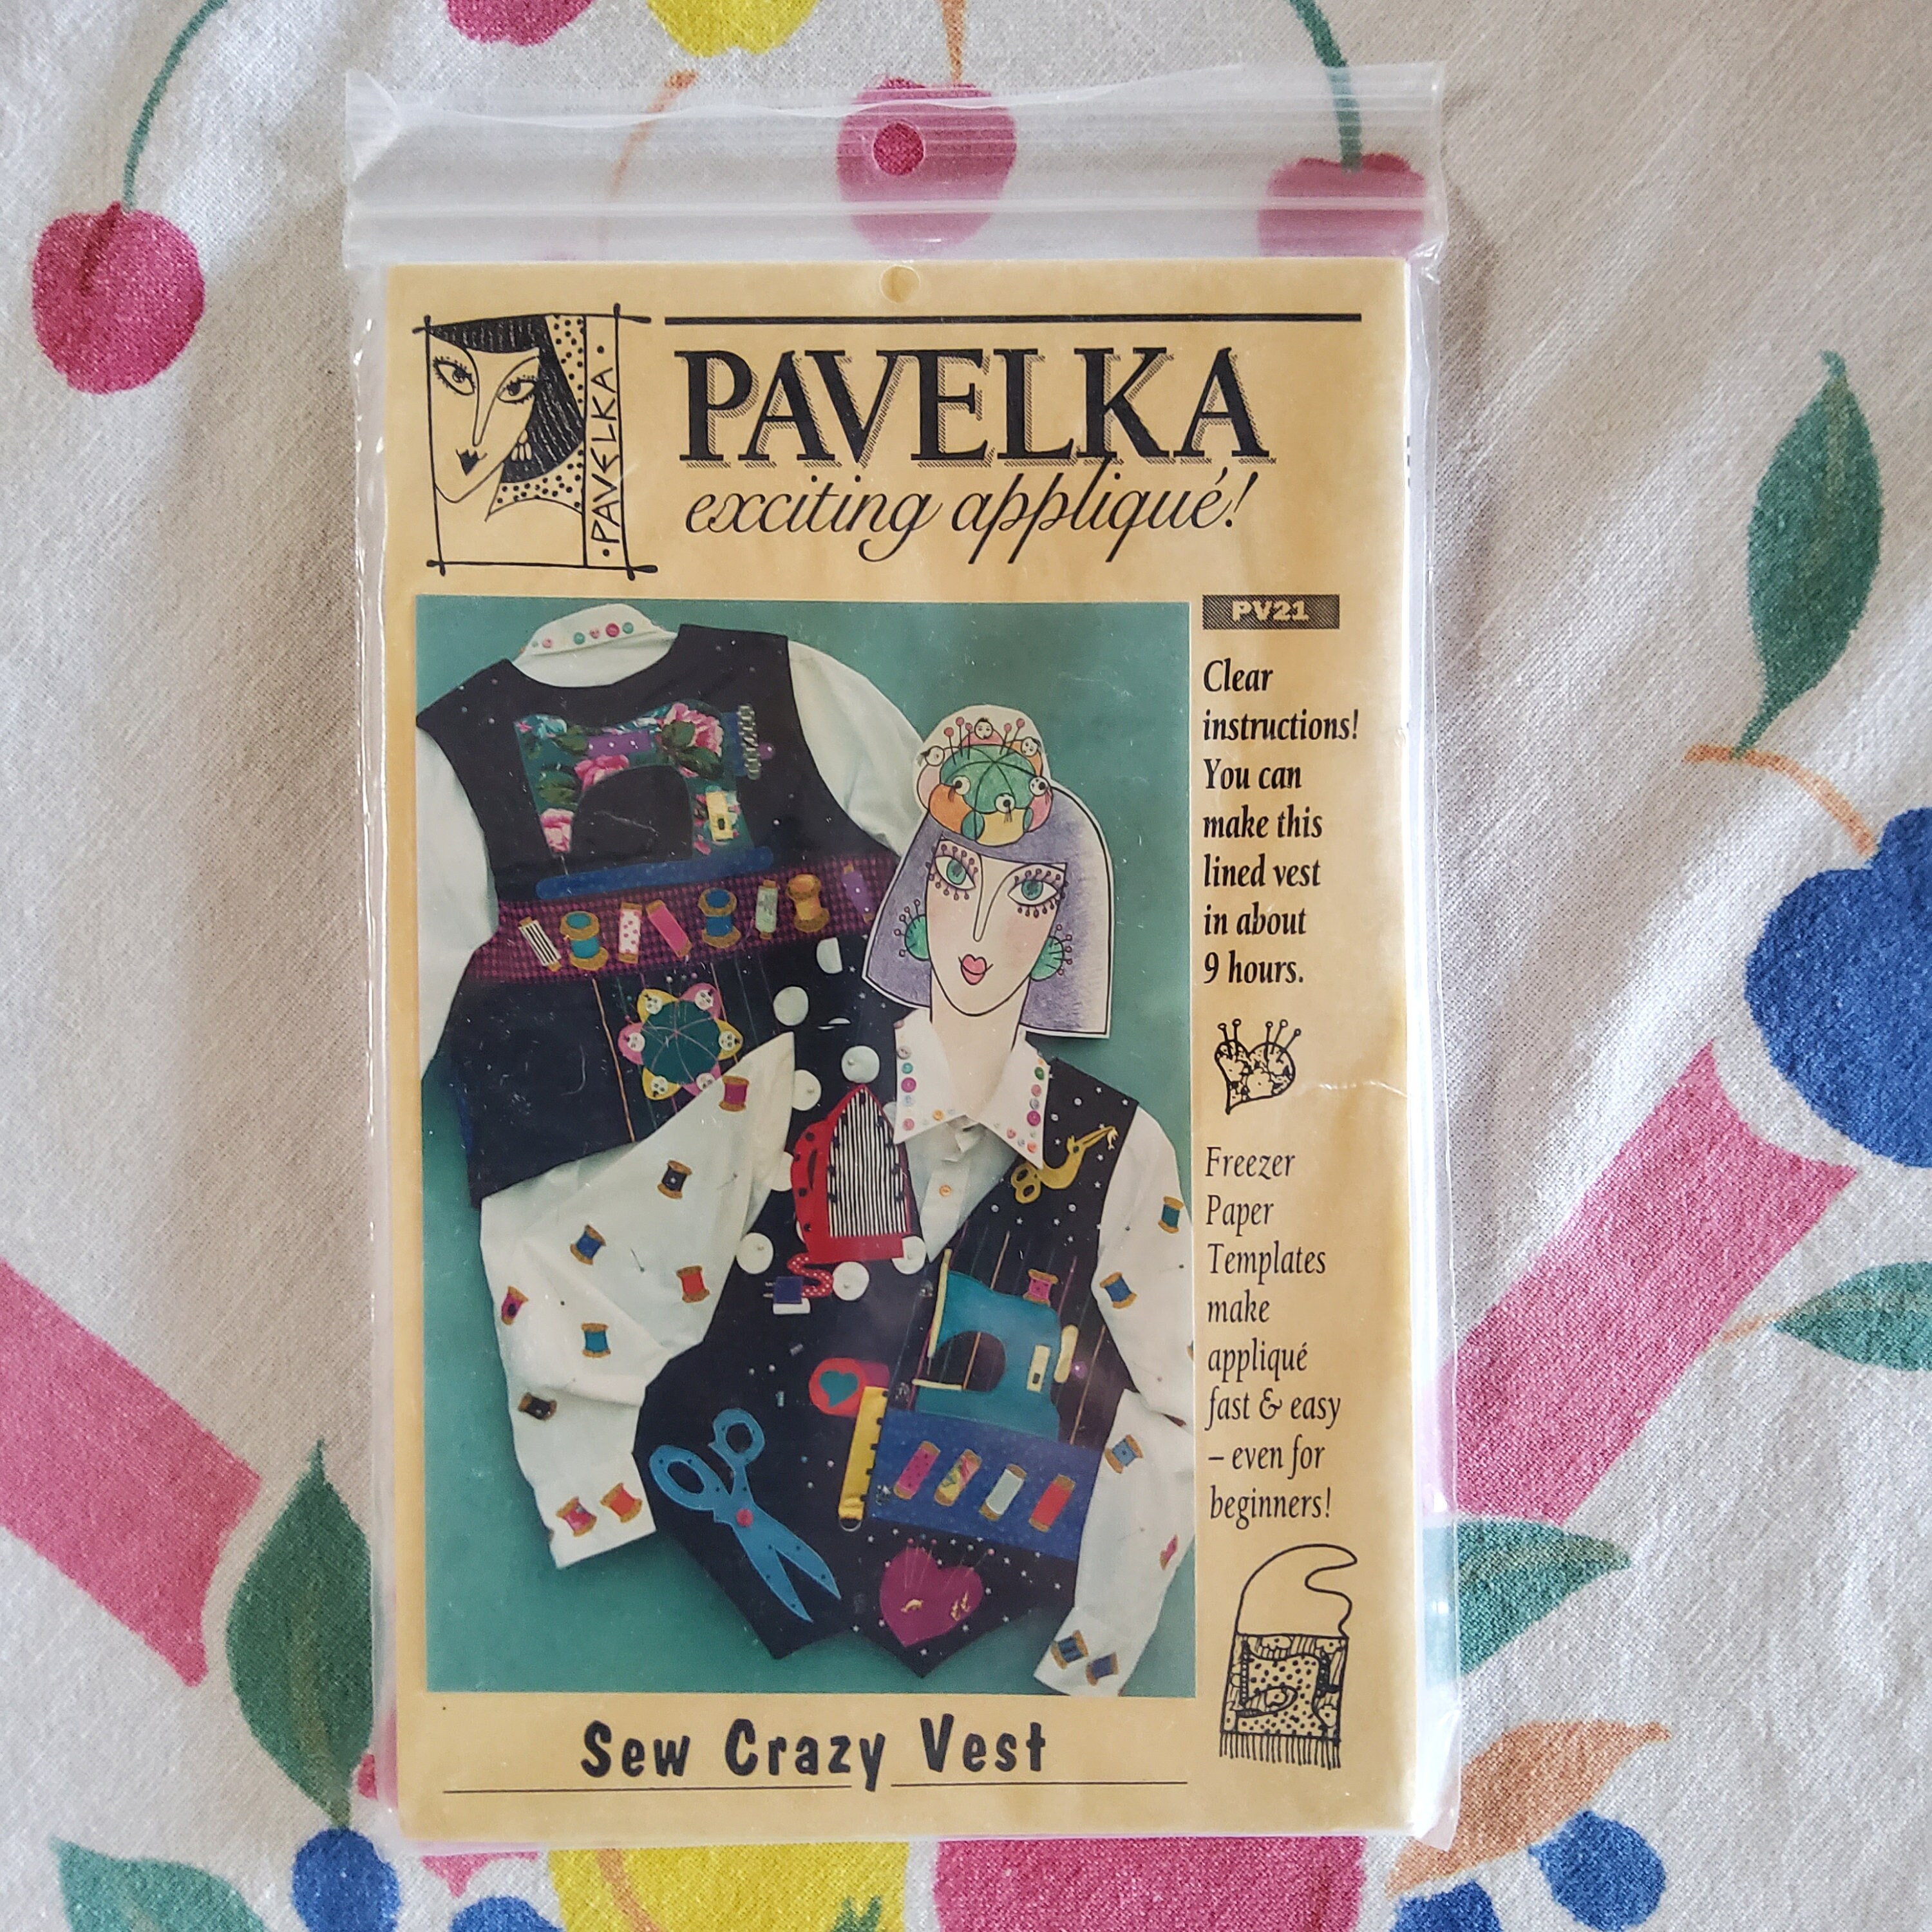 PAVELKA
exciting appliqué!
·PAVELKA·
PV21
Clear
instructions!
You can
make this
lined vest
in about
9 hours.
Freezer
Paper
Templates
make
appliqué
fast & easy
– even for
beginners!
Sew Crazy Vest